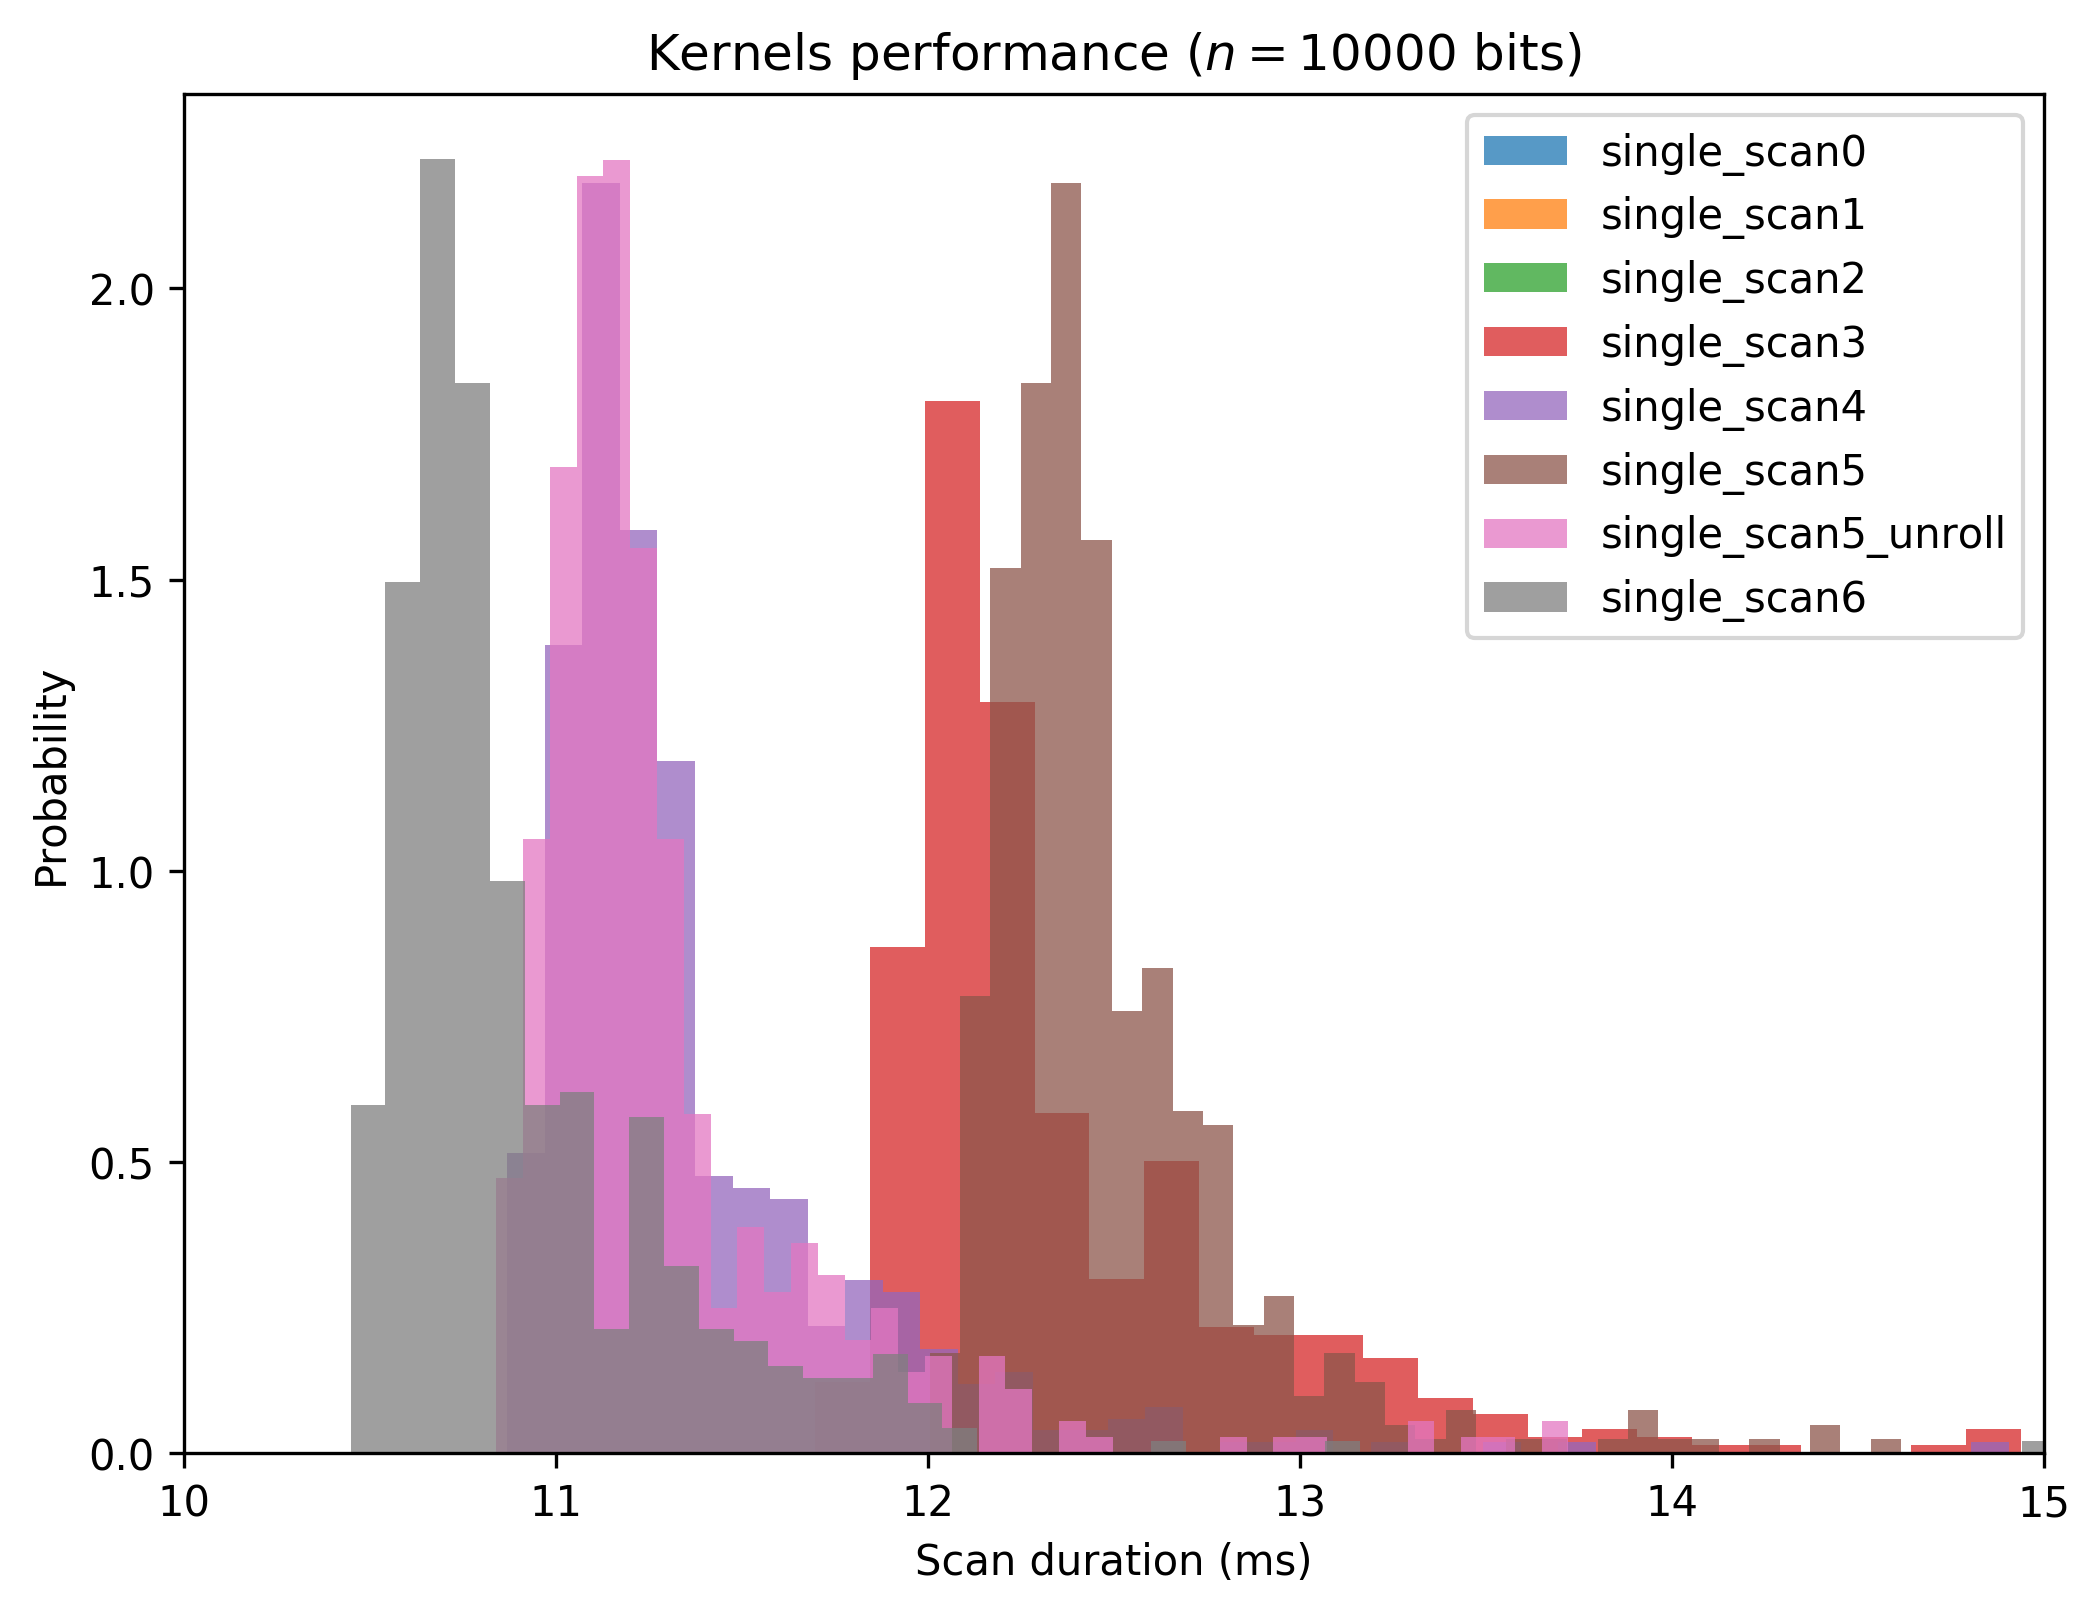 Kernels performance (n = 10000 bits)
single_scan0
single_scan1
single_scan2
single_scan3
single_scan4
single_scan5
single_scan5_unroll
single_scan6
Probability
2.0
1.5
1.0
0.5
0.0
10 11 12 13 14 15
Scan duration (ms)